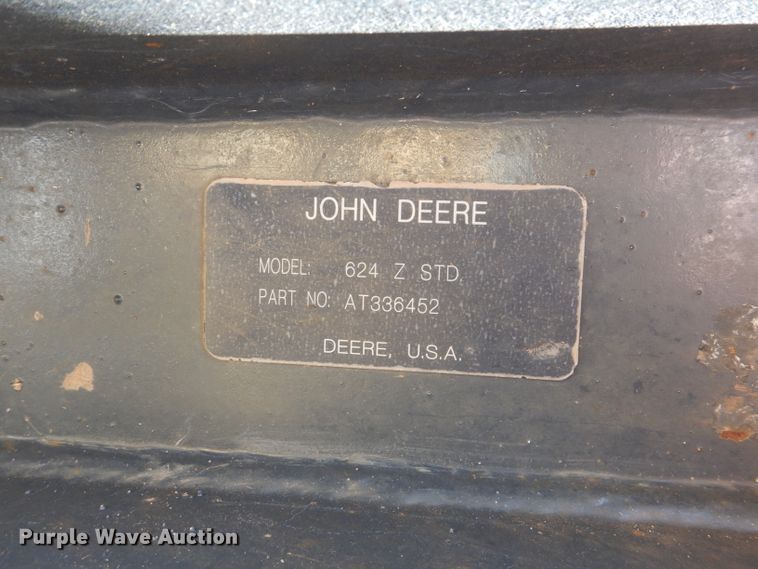 JOHN DEERE
MODEL: 624 Z STD.
PART NO: AT336452
DEERE, U.S.A.
Purple Wave Auction